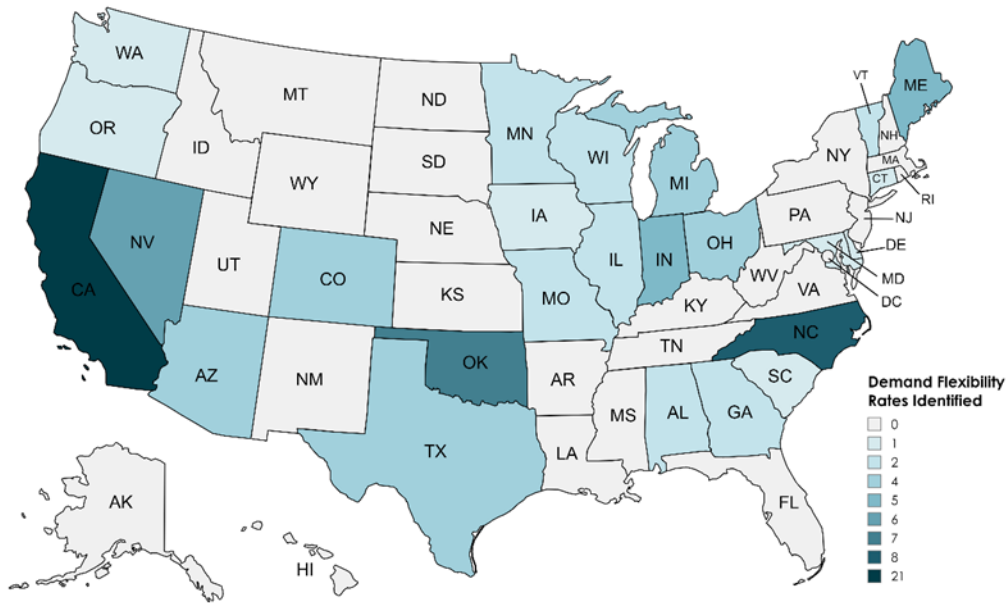 WA
MT
ND
VT
ME
OR
ID
MN
NH
SD
WI
NY
MA
WY
MI
CT
RI
IA
NE
PA
NJ
NV
UT
CO
IL
IN
OH
DE
CA
KS
MO
WV
MD
KY
VA
DC
TN
NC
AZ
NM
OK
AR
SC
MS
AL
GA
TX
LA
FL
AK
HI
Demand Flexibility
Rates Identified
0
1
2
4
5
6
7
8
21